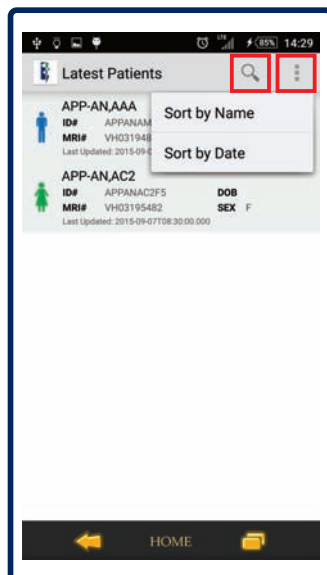 LTE 85% 14:29
Latest Patients
APP-AN,AAA
ID# APPANAM
MRI# VH031948
Last Updated: 2015-09-0
Sort by Name
Sort by Date
APP-AN,AC2
ID# APPANAC2F5 DOB
MRI# VH03195482 SEX F
Last Updated: 2015-09-07T08:30:00.000
HOME